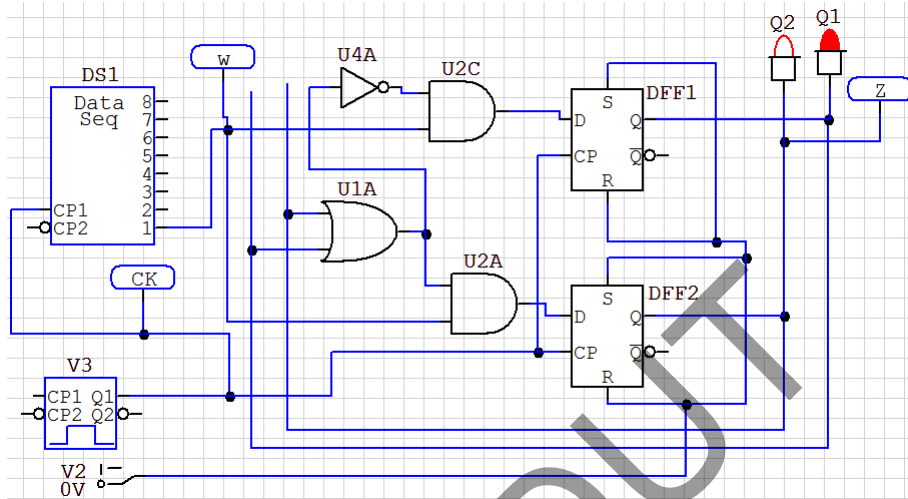 Q2 Q1
W
Z
DS1
Data
Seq
8
7
6
5
4
3
2
1
CP1
CP2
U4A
U2C
U1A
U2A
DFF1
S
D
Q
CP
Q
R
DFF2
S
D
Q
CP
Q
R
CK
V3
CP1 Q1
CP2 Q2
V2
0V
PUT